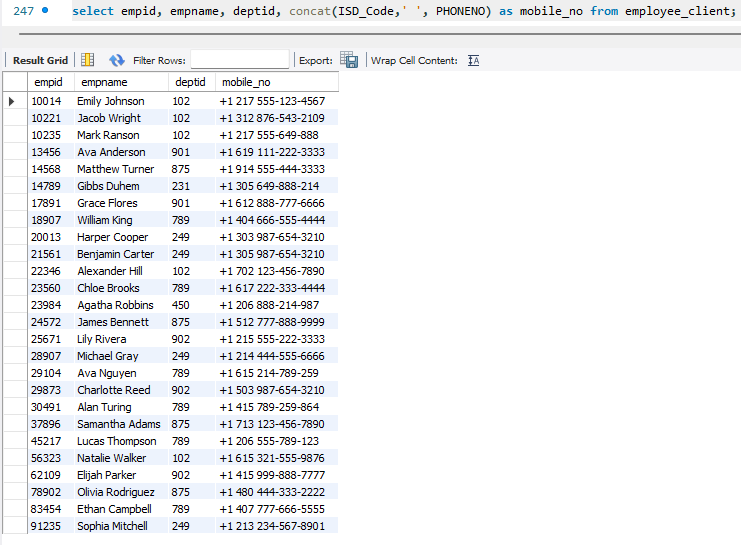 247 select empid, empname, deptid, concat(ISD_Code,' ', PHONENO) as mobile_no from employee_client;
Result Grid Filter Rows: Export: Wrap Cell Content:
empid empname deptid mobile_no
10014 Emily Johnson 102 +1 217 555-123-4567
10221 Jacob Wright 102 +1 312 876-543-2109
10235 Mark Ranson 102 +1 217 555-649-888
13456 Ava Anderson 901 +1 619 111-222-3333
14568 Matthew Turner 875 +1 914 555-444-3333
14789 Gibbs Duhem 231 +1 305 649-888-214
17891 Grace Flores 901 +1 612 888-777-6666
18907 William King 789 +1 404 666-555-4444
20013 Harper Cooper 249 +1 303 987-654-3210
21561 Benjamin Carter 249 +1 305 987-654-3210
22346 Alexander Hill 102 +1 702 123-456-7890
23560 Chloe Brooks 789 +1 617 222-333-4444
23984 Agatha Robbins 450 +1 206 888-214-987
24572 James Bennett 875 +1 512 777-888-9999
25671 Lily Rivera 902 +1 215 555-222-3333
28907 Michael Gray 249 +1 214 444-555-6666
29104 Ava Nguyen 789 +1 615 214-789-259
29873 Charlotte Reed 902 +1 503 987-654-3210
30491 Alan Turing 789 +1 415 789-259-864
37896 Samantha Adams 875 +1 713 123-456-7890
45217 Lucas Thompson 789 +1 206 555-789-123
56323 Natalie Walker 102 +1 615 321-555-9876
62109 Elijah Parker 902 +1 415 999-888-7777
78902 Olivia Rodriguez 875 +1 480 444-333-2222
83454 Ethan Campbell 789 +1 407 777-666-5555
91235 Sophia Mitchell 249 +1 213 234-567-8901